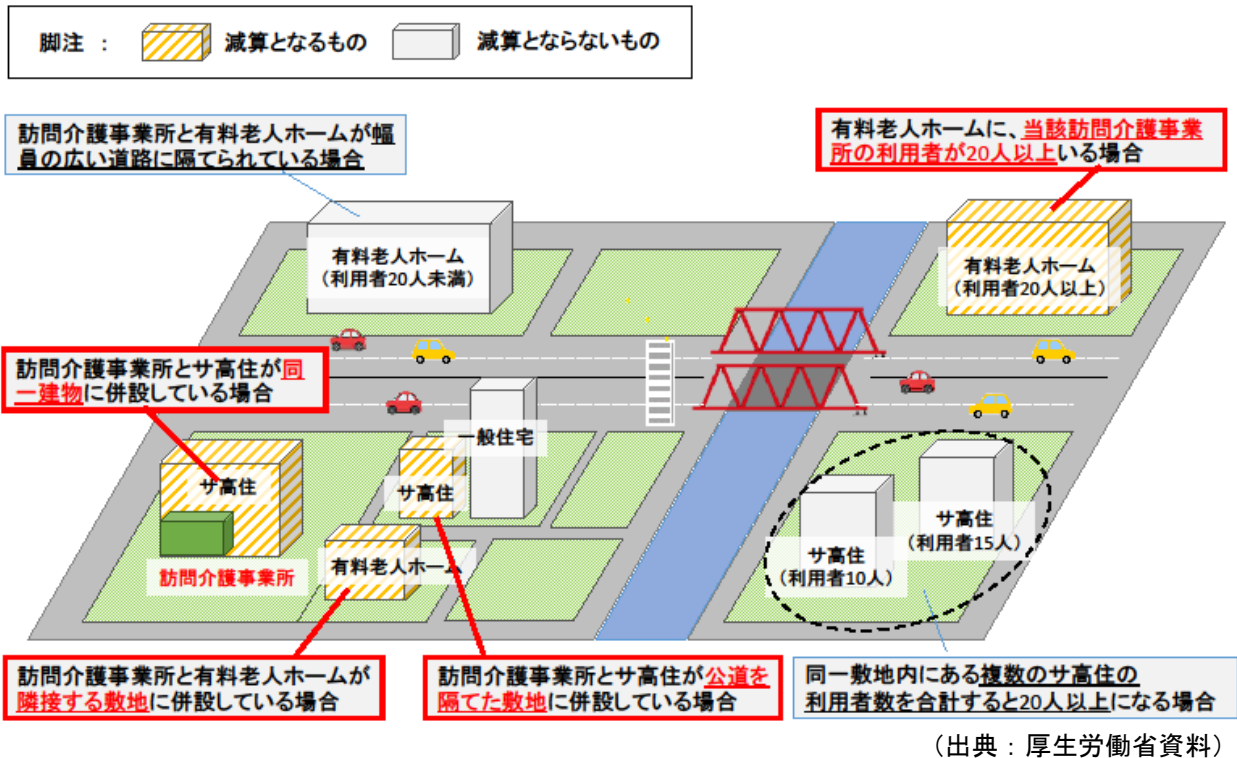 脚注 : 減算となるもの 減算とならないもの
訪問介護事業所と有料老人ホームが幅
員の広い道路に隔てられている場合
有料老人ホームに、当該訪問介護事業
所の利用者が20人以上いる場合
有料老人ホーム
（利用者20人未満）
有料老人ホーム
（利用者20人以上）
訪問介護事業所とサ高住が同
一建物に併設している場合
一般住宅
サ高住
サ高住
サ高住
（利用者15人）
サ高住
（利用者10人）
訪問介護事業所
有料老人ホーム
訪問介護事業所と有料老人ホームが
隣接する敷地に併設している場合
訪問介護事業所とサ高住が公道を
隔てた敷地に併設している場合
同一敷地内にある複数のサ高住の
利用者数を合計すると20人以上になる場合
（出典：厚生労働省資料）